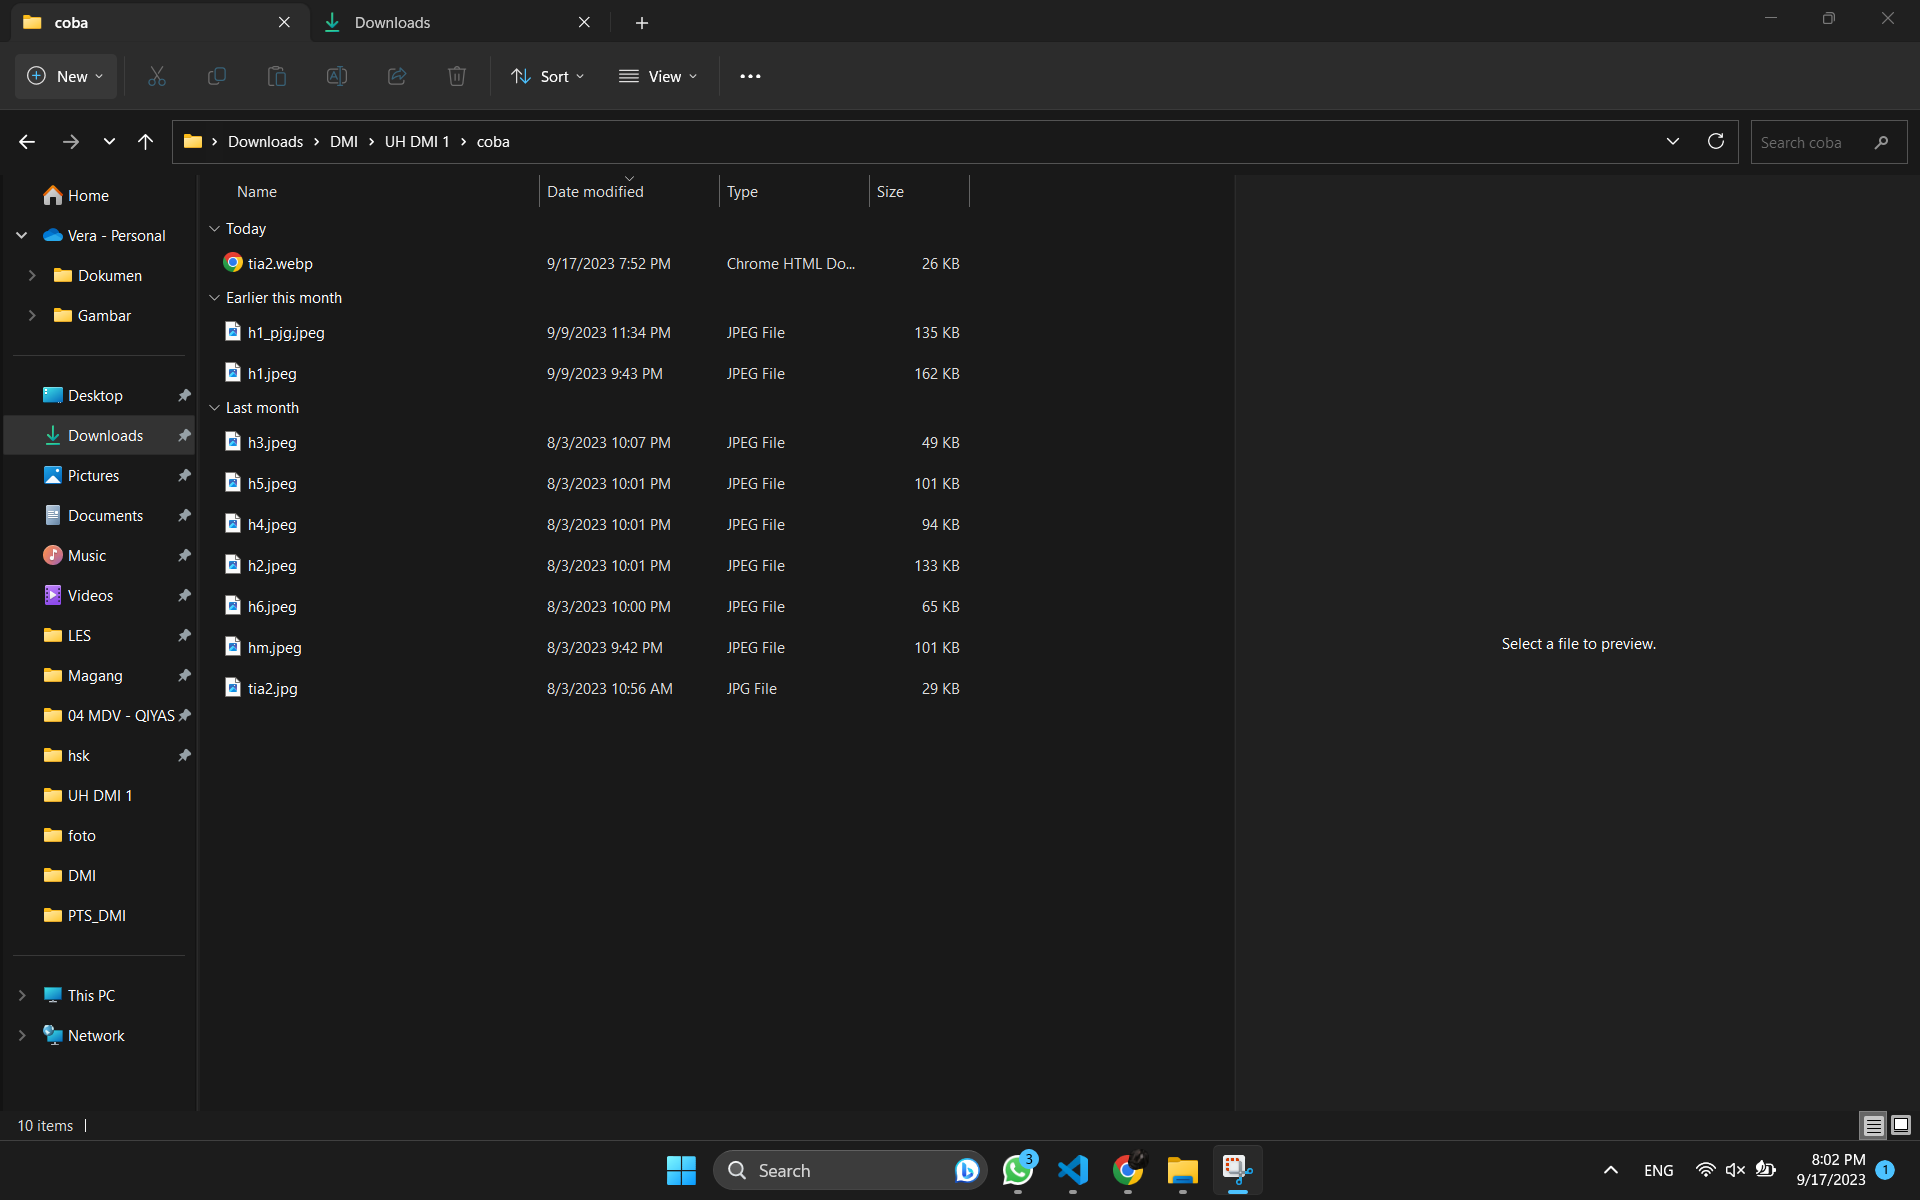 coba
Downloads
New
Sort
View
Downloads > DMI > UH DMI 1 > coba
Search coba
Home
Vera - Personal
Dokumen
Gambar
Desktop
Downloads
Pictures
Documents
Music
Videos
LES
Magang
04 MDV - QIYAS
hsk
UH DMI 1
foto
DMI
PTS_DMI
This PC
Network
Name Date modified Type Size
Today
tia2.webp 9/17/2023 7:52 PM Chrome HTML Do... 26 KB
Earlier this month
h1_pjg.jpeg 9/9/2023 11:34 PM JPEG File 135 KB
h1.jpeg 9/9/2023 9:43 PM JPEG File 162 KB
Last month
h3.jpeg 8/3/2023 10:07 PM JPEG File 49 KB
h5.jpeg 8/3/2023 10:01 PM JPEG File 101 KB
h4.jpeg 8/3/2023 10:01 PM JPEG File 94 KB
h2.jpeg 8/3/2023 10:01 PM JPEG File 133 KB
h6.jpeg 8/3/2023 10:00 PM JPEG File 65 KB
hm.jpeg 8/3/2023 9:42 PM JPEG File 101 KB
tia2.jpg 8/3/2023 10:56 AM JPG File 29 KB
Select a file to preview.
10 items
Search
3
ENG
8:02 PM
9/17/2023
1